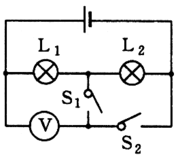 L₁ L₂
S₁
V S₂